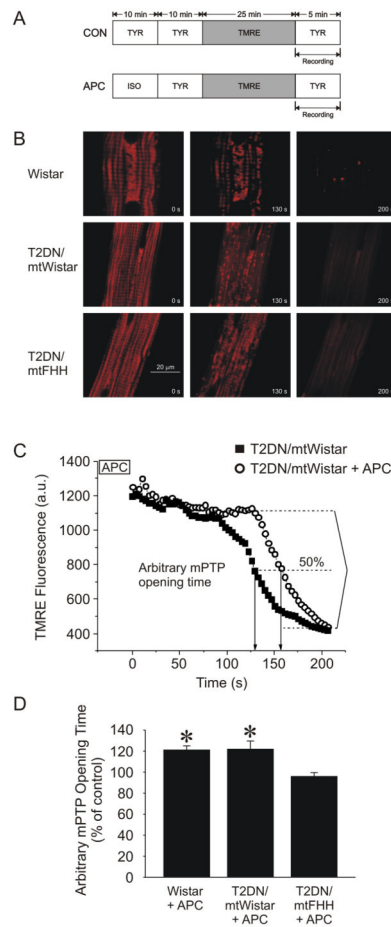 A
10 min 10 min 25 min 5 min
CON TYR TYR TMRE TYR
Recording
APC ISO TYR TMRE TYR
Recording
B
Wistar 0 s 130 s 200
T2DN/
mtWistar 0 s 130 s 200
T2DN/
mtFHH 20 µm 0 s 130 s 200
C
■ T2DN/mtWistar
○ T2DN/mtWistar + APC
APC
TMRE Fluorescence (a.u.)
1400
1200
1000
800
600
400
Arbitrary mPTP
opening time
50%
0 50 100 150 200
Time (s)
D
Arbitrary mPTP Opening Time
(% of control)
140
120
100
80
60
40
20
0
* *
Wistar
+ APC
T2DN/
mtWistar
+ APC
T2DN/
mtFHH
+ APC